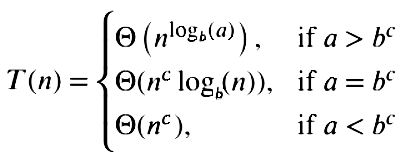 Θ(n^{log_b(a)}), if a > b^c
T(n) = { Θ(n^c log_b(n)), if a = b^c
Θ(n^c), if a < b^c